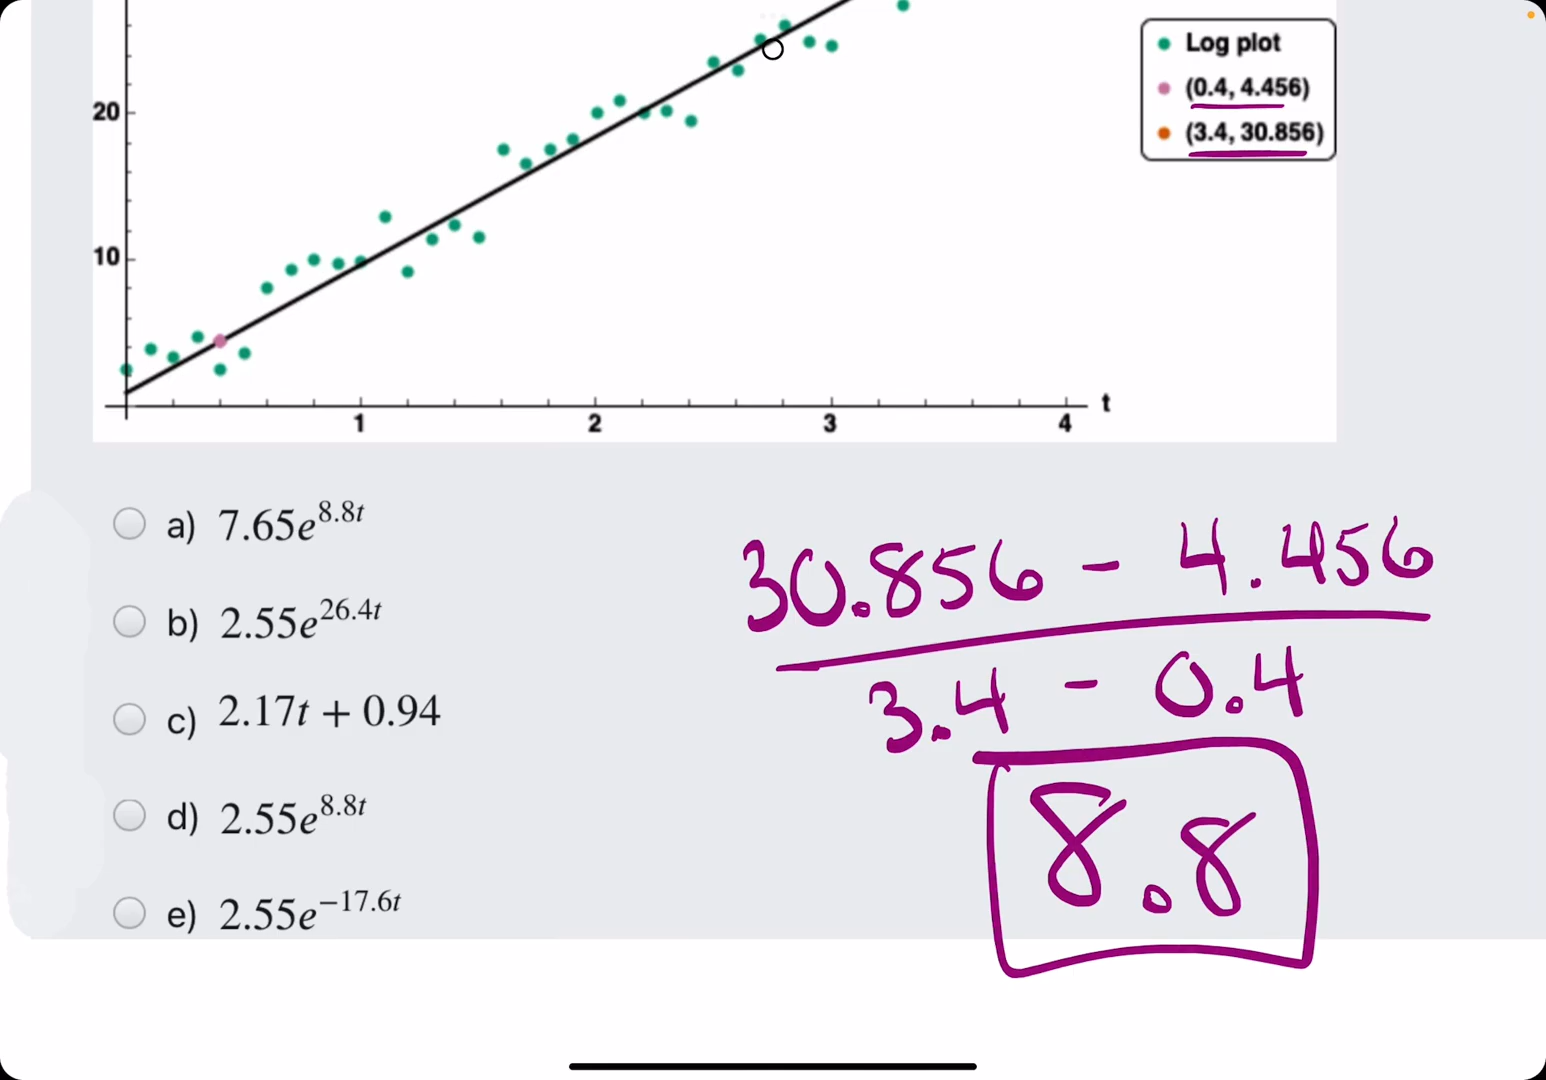 Log plot
(0.4, 4.456)
(3.4, 30.856)
20
10
1 2 3 4 t
a) 7.65e^{8.8t}
b) 2.55e^{26.4t}
c) 2.17t + 0.94
d) 2.55e^{8.8t}
e) 2.55e^{−17.6t}
30.856 - 4.456
3.4 - 0.4
8.8